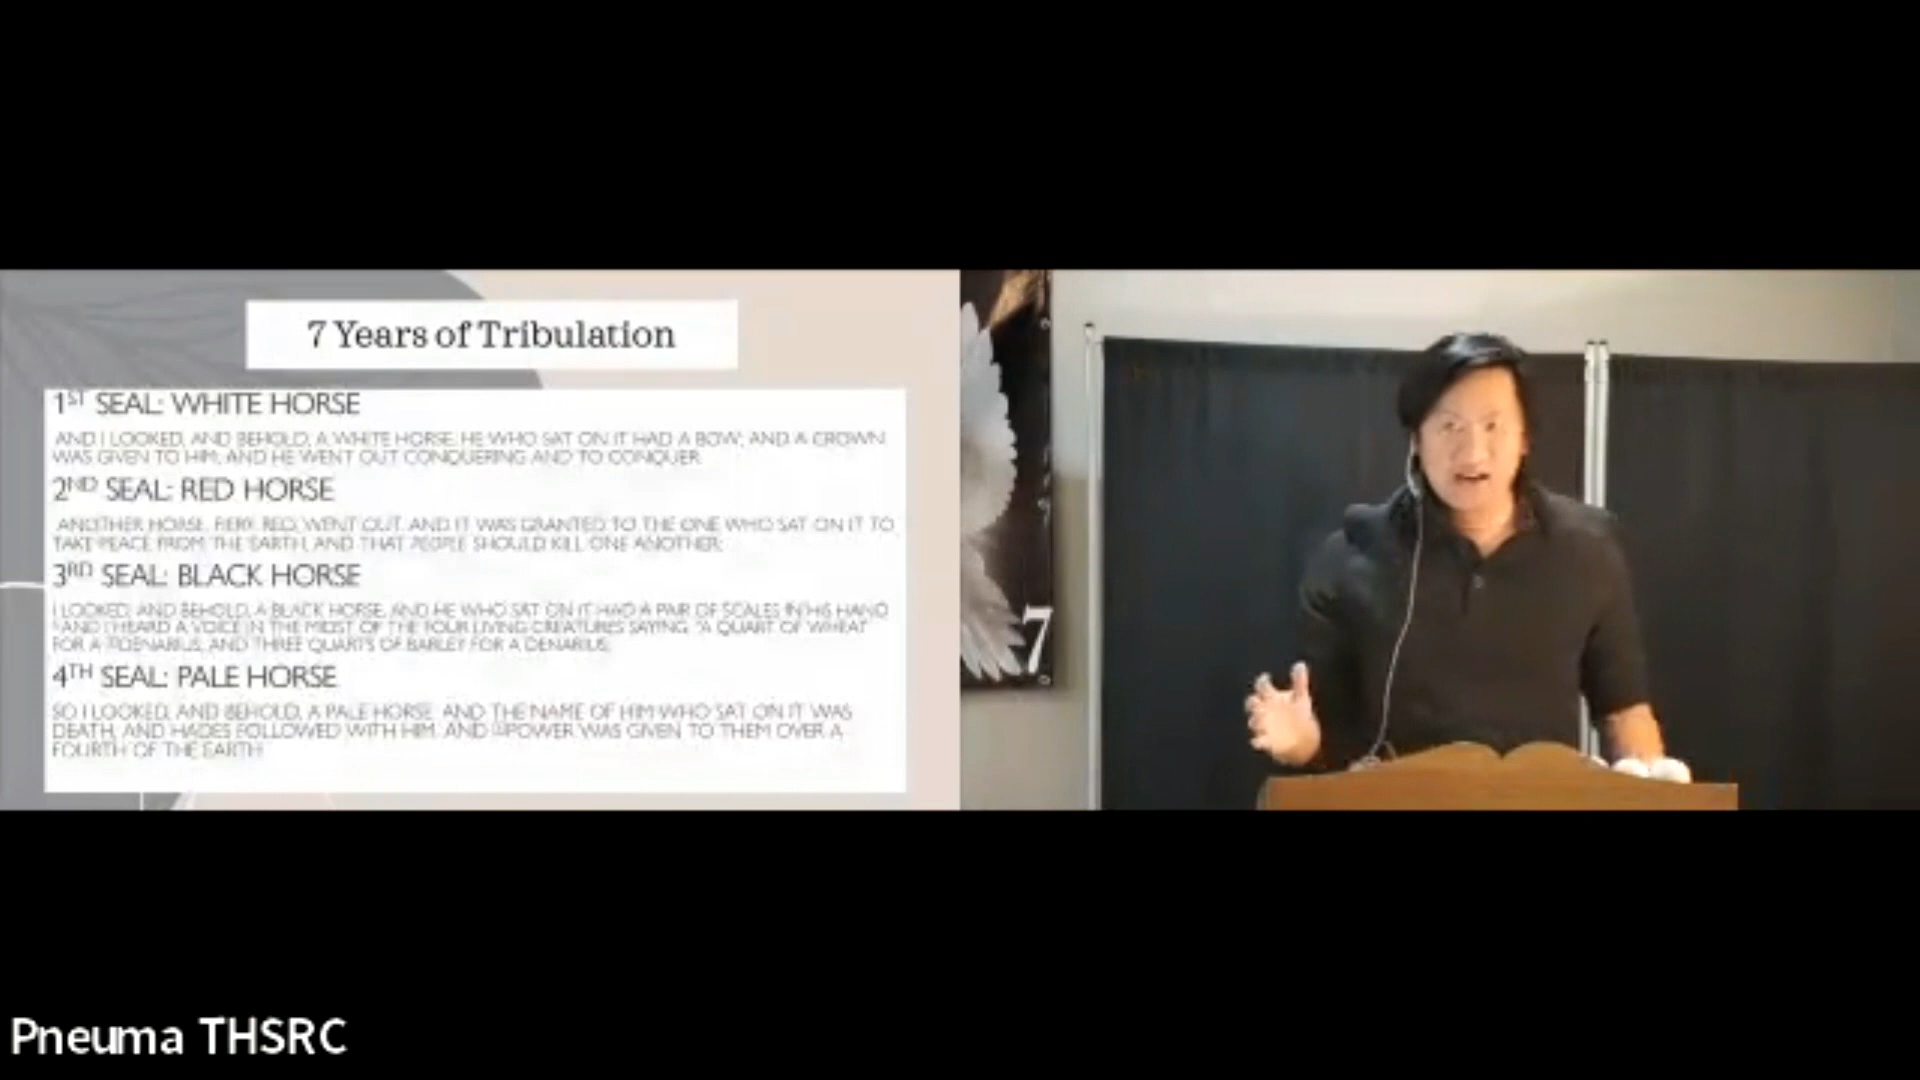 7 Years of Tribulation
1ST SEAL: WHITE HORSE
AND I LOOKED, AND BEHOLD, A WHITE HORSE. HE WHO SAT ON IT HAD A BOW; AND A CROWN
WAS GIVEN TO HIM, AND HE WENT OUT CONQUERING AND TO CONQUER.
2ND SEAL: RED HORSE
ANOTHER HORSE, FIERY RED, WENT OUT. AND IT WAS GRANTED TO THE ONE WHO SAT ON IT TO
TAKE PEACE FROM THE EARTH, AND THAT PEOPLE SHOULD KILL ONE ANOTHER;
3RD SEAL: BLACK HORSE
I LOOKED, AND BEHOLD, A BLACK HORSE, AND HE WHO SAT ON IT HAD A PAIR OF SCALES IN HIS HAND
AND I HEARD A VOICE IN THE MIDST OF THE FOUR LIVING CREATURES SAYING, "A QUART OF WHEAT
FOR A DENARIUS, AND THREE QUARTS OF BARLEY FOR A DENARIUS;
4TH SEAL: PALE HORSE
SO I LOOKED, AND BEHOLD, A PALE HORSE. AND THE NAME OF HIM WHO SAT ON IT WAS
DEATH, AND HADES FOLLOWED WITH HIM. AND POWER WAS GIVEN TO THEM OVER A
FOURTH OF THE EARTH
7
Pneuma THSRC